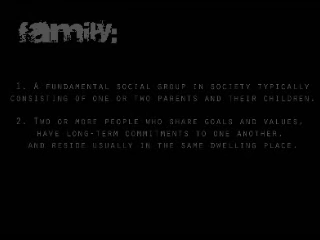 Family:
1. A fundamental social group in society typically
consisting of one or two parents and their children.
2. Two or more people who share goals and values,
have long-term commitments to one another,
and reside usually in the same dwelling place.